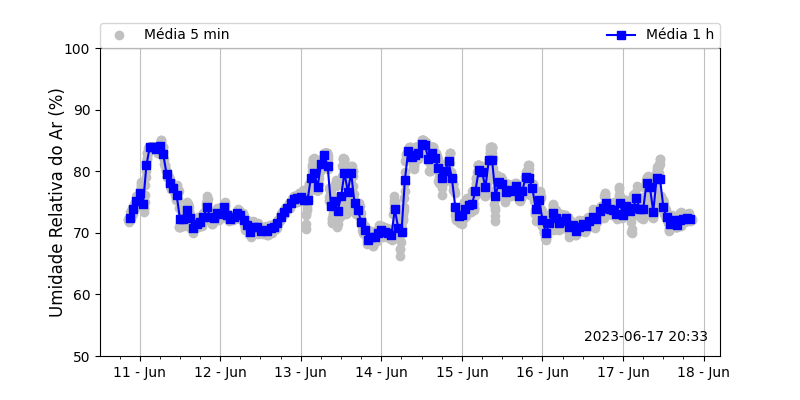 Média 5 min
Média 1 h
Umidade Relativa do Ar (%)
100
90
80
70
60
50
2023-06-17 20:33
11 - Jun
12 - Jun
13 - Jun
14 - Jun
15 - Jun
16 - Jun
17 - Jun
18 - Jun